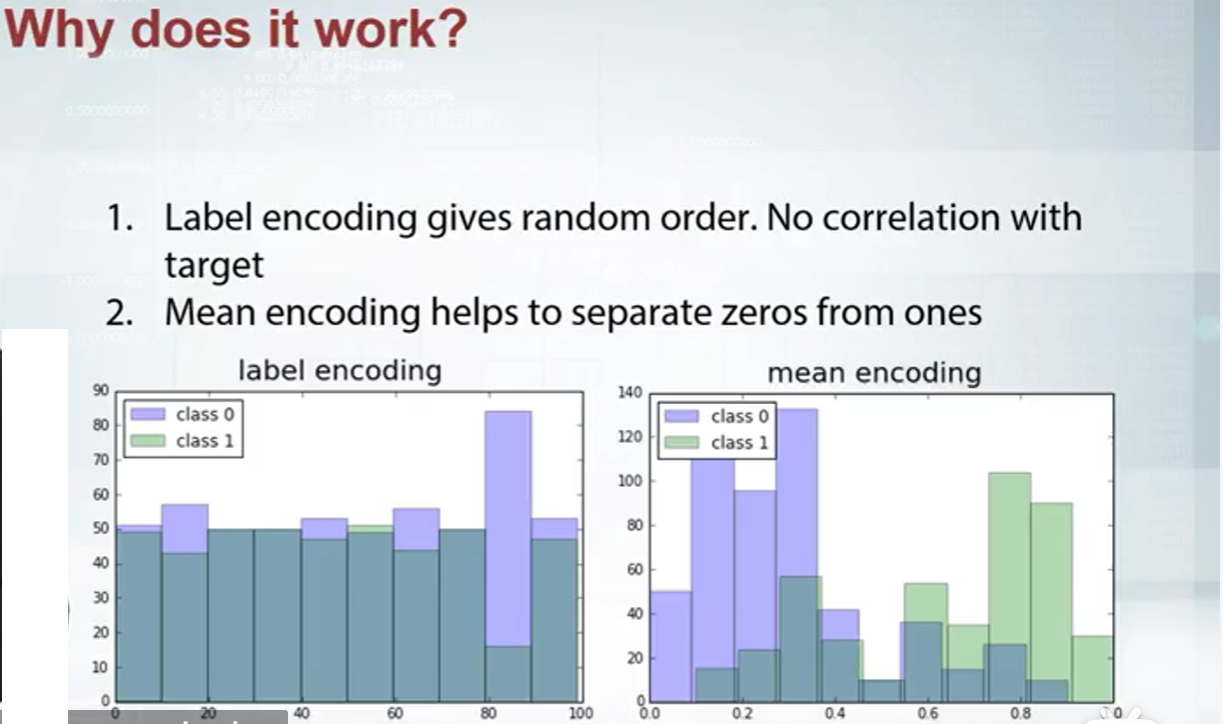 Why does it work?
1. Label encoding gives random order. No correlation with
target
2. Mean encoding helps to separate zeros from ones
label encoding
90
80
70
60
50
40
30
20
10
0
class 0
class 1
0 20 40 60 80 100
mean encoding
140
120
100
80
60
40
20
0
class 0
class 1
0.0 0.2 0.4 0.6 0.8